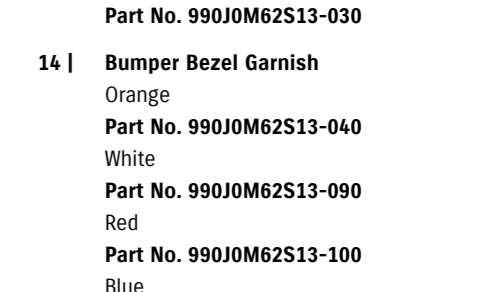 Part No. 990J0M62S13-030
14 | Bumper Bezel Garnish
Orange
Part No. 990J0M62S13-040
White
Part No. 990J0M62S13-090
Red
Part No. 990J0M62S13-100
Blue